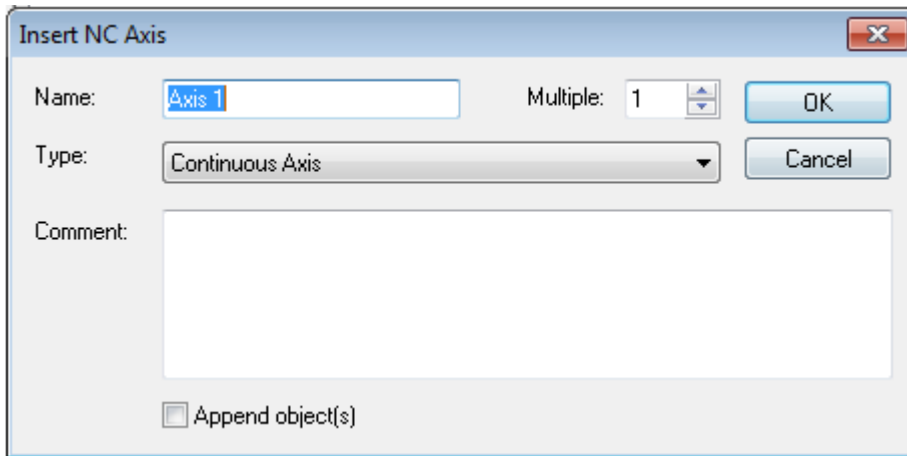 Insert NC Axis
Name: Axis 1 Multiple: 1 OK
Type: Continuous Axis Cancel
Comment:
Append object(s)